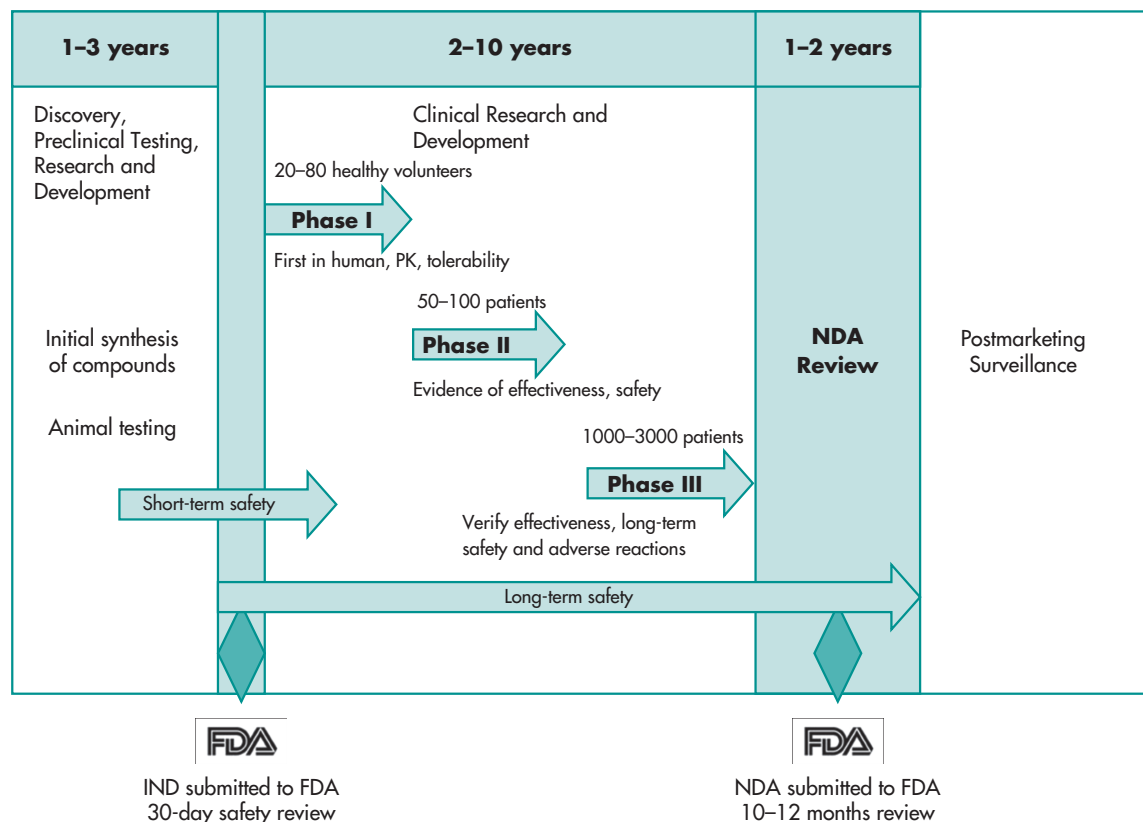 1–3 years
2–10 years
1–2 years
Discovery,
Preclinical Testing,
Research and
Development
Clinical Research and
Development
20–80 healthy volunteers
Phase I
First in human, PK, tolerability
50–100 patients
Phase II
Evidence of effectiveness, safety
Initial synthesis
of compounds
Animal testing
1000–3000 patients
Phase III
Verify effectiveness, long-term
safety and adverse reactions
Short-term safety
Long-term safety
NDA
Review
Postmarketing
Surveillance
FDA
IND submitted to FDA
30-day safety review
FDA
NDA submitted to FDA
10–12 months review